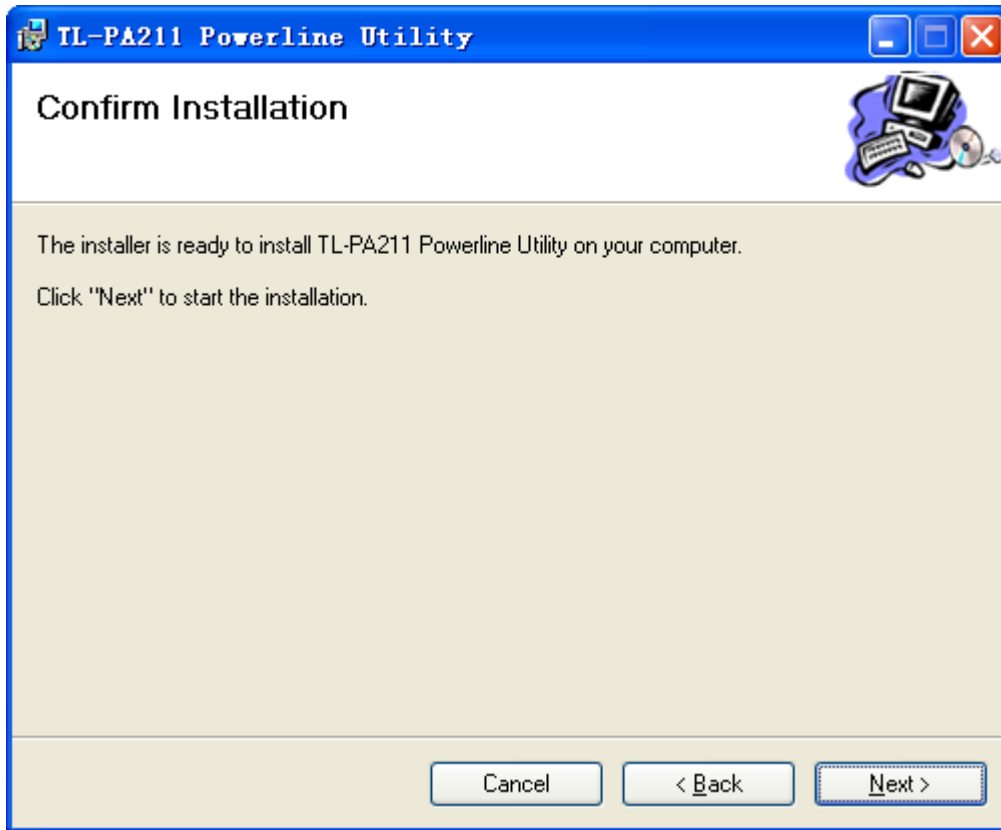 TL-PA211 Powerline Utility
Confirm Installation
The installer is ready to install TL-PA211 Powerline Utility on your computer.
Click "Next" to start the installation.
Cancel
< Back
Next >